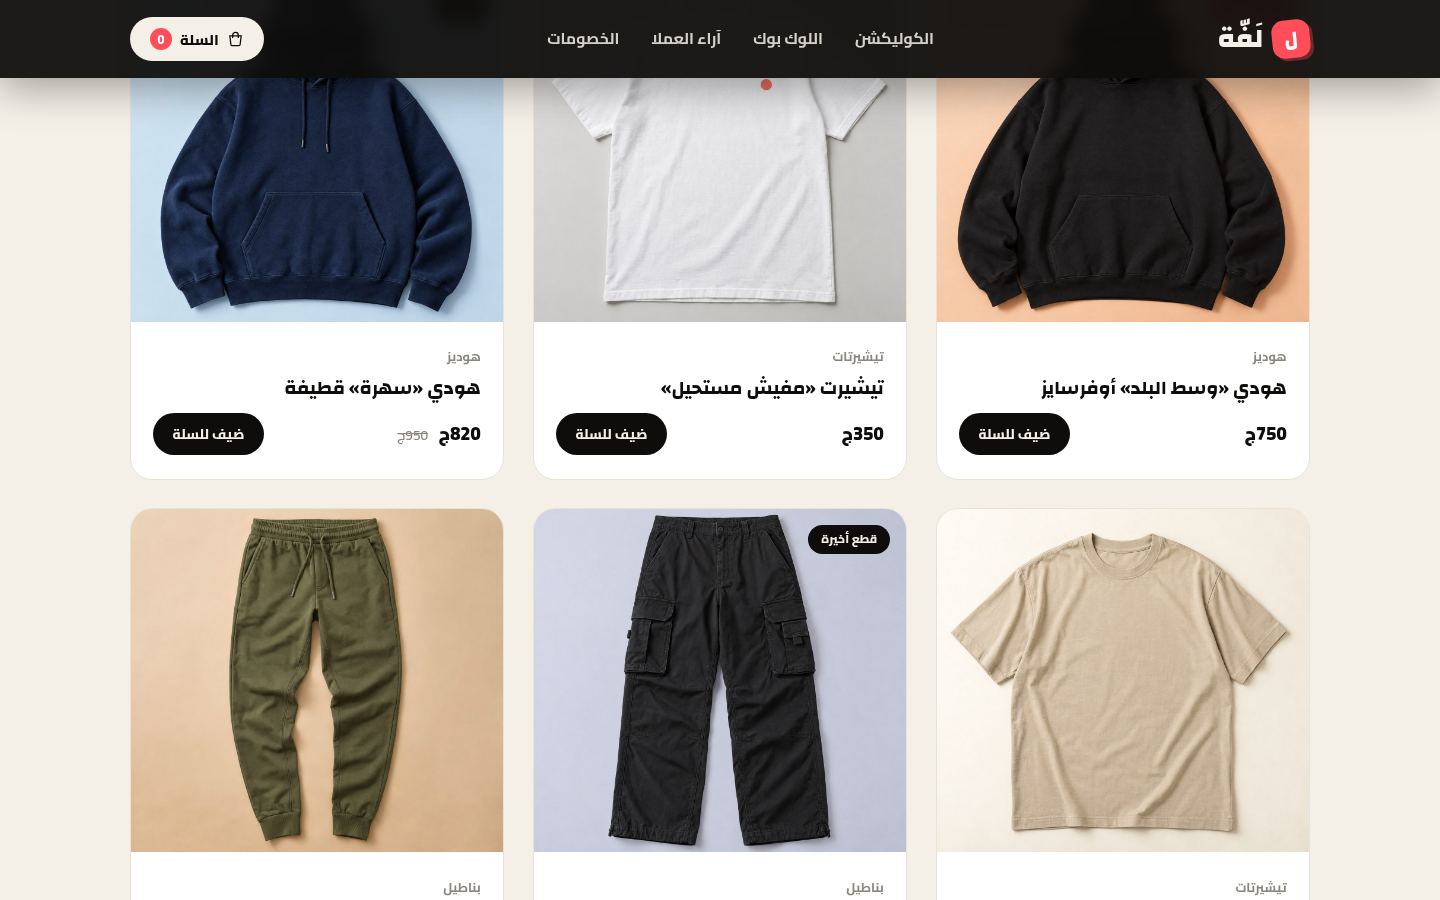 ل لَفّة
الكوليكشن اللوك بوك آراء العملا الخصومات
السلة 0
هوديز
هودي «وسط البلد» أوفرسايز
750ج
ضيف للسلة
تيشيرتات
تيشيرت «مفيش مستحيل»
350ج
ضيف للسلة
هوديز
هودي «سهرة» قطيفة
820ج 950ج
ضيف للسلة
قطع أخيرة
تيشيرتات
بناطيل
بناطيل